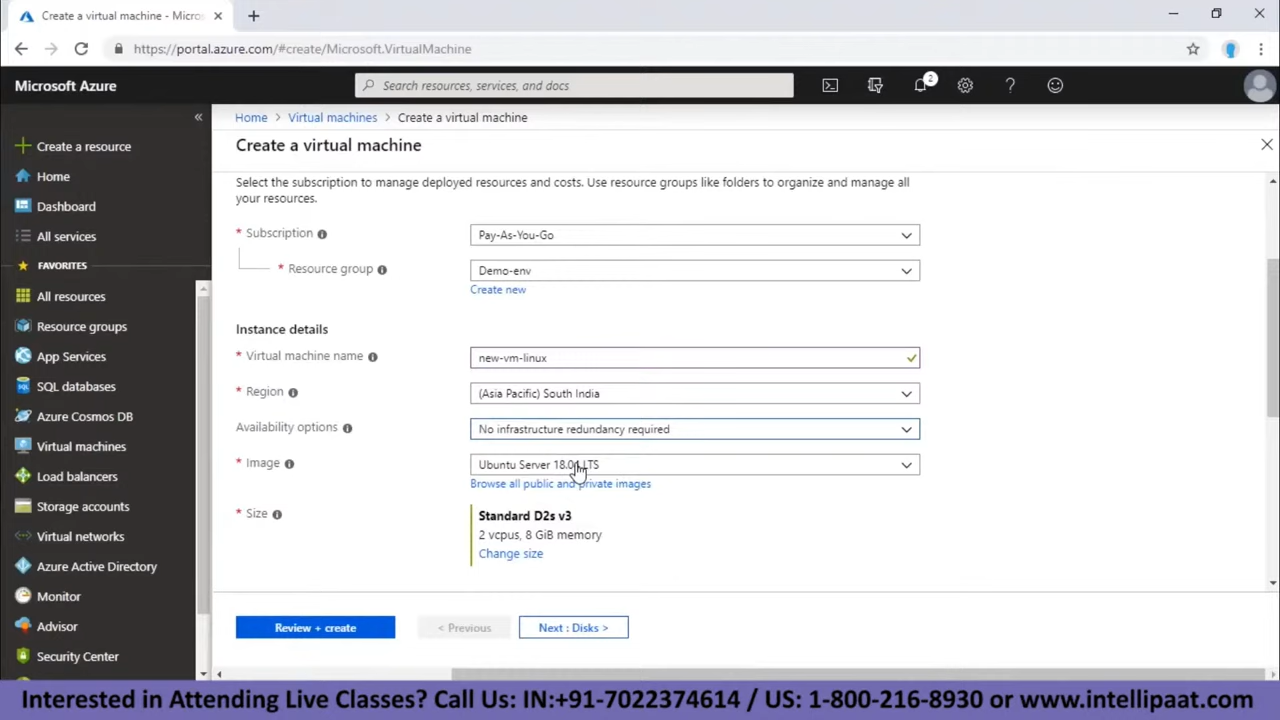 Create a virtual machine - Micros
https://portal.azure.com/#create/Microsoft.VirtualMachine
Microsoft Azure
Search resources, services, and docs
2
Create a resource
Home
Dashboard
All services
FAVORITES
All resources
Resource groups
App Services
SQL databases
Azure Cosmos DB
Virtual machines
Load balancers
Storage accounts
Virtual networks
Azure Active Directory
Monitor
Advisor
Security Center
Home > Virtual machines > Create a virtual machine
Create a virtual machine
Select the subscription to manage deployed resources and costs. Use resource groups like folders to organize and manage all
your resources.
* Subscription
Pay-As-You-Go
* Resource group
Demo-env
Create new
Instance details
* Virtual machine name
new-vm-linux
* Region
(Asia Pacific) South India
Availability options
No infrastructure redundancy required
* Image
Ubuntu Server 18.04 LTS
Browse all public and private images
* Size
Standard D2s v3
2 vcpus, 8 GiB memory
Change size
Review + create
< Previous
Next : Disks >
Interested in Attending Live Classes? Call Us: IN:+91-7022374614 / US: 1-800-216-8930 or www.intellipaat.com